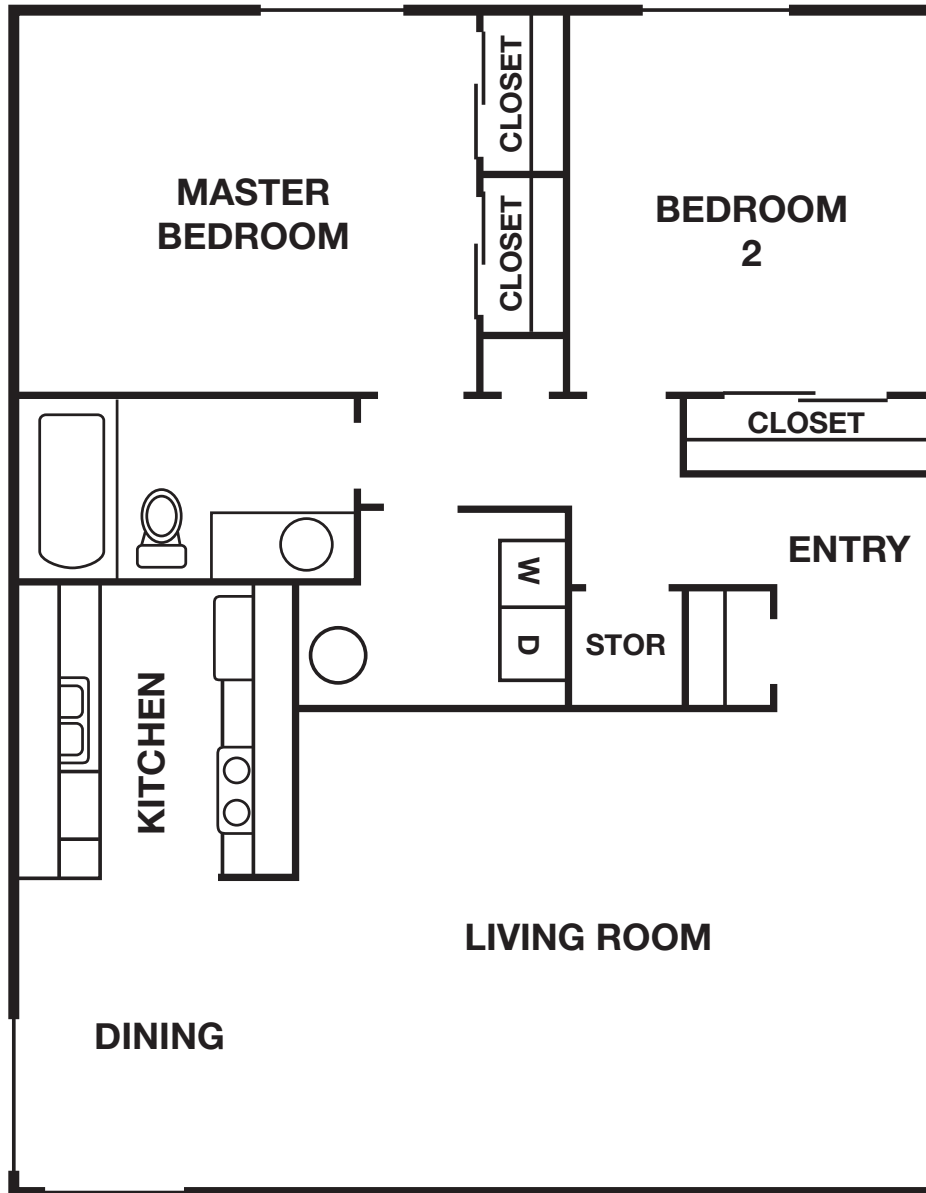 CLOSET
MASTER
BEDROOM
CLOSET
BEDROOM
2
CLOSET
ENTRY
W
D
STOR
KITCHEN
LIVING ROOM
DINING